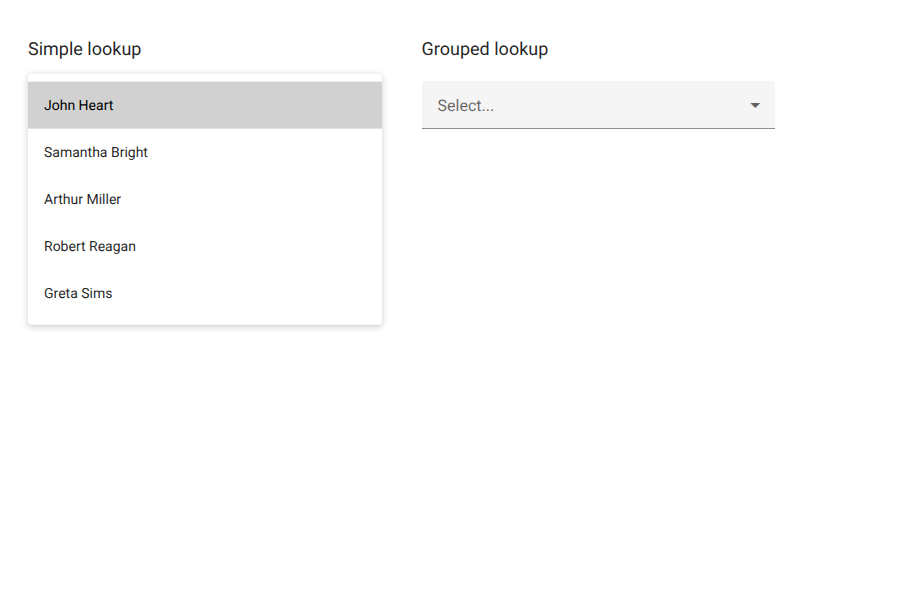 Simple lookup
John Heart
Samantha Bright
Arthur Miller
Robert Reagan
Greta Sims
Grouped lookup
Select...